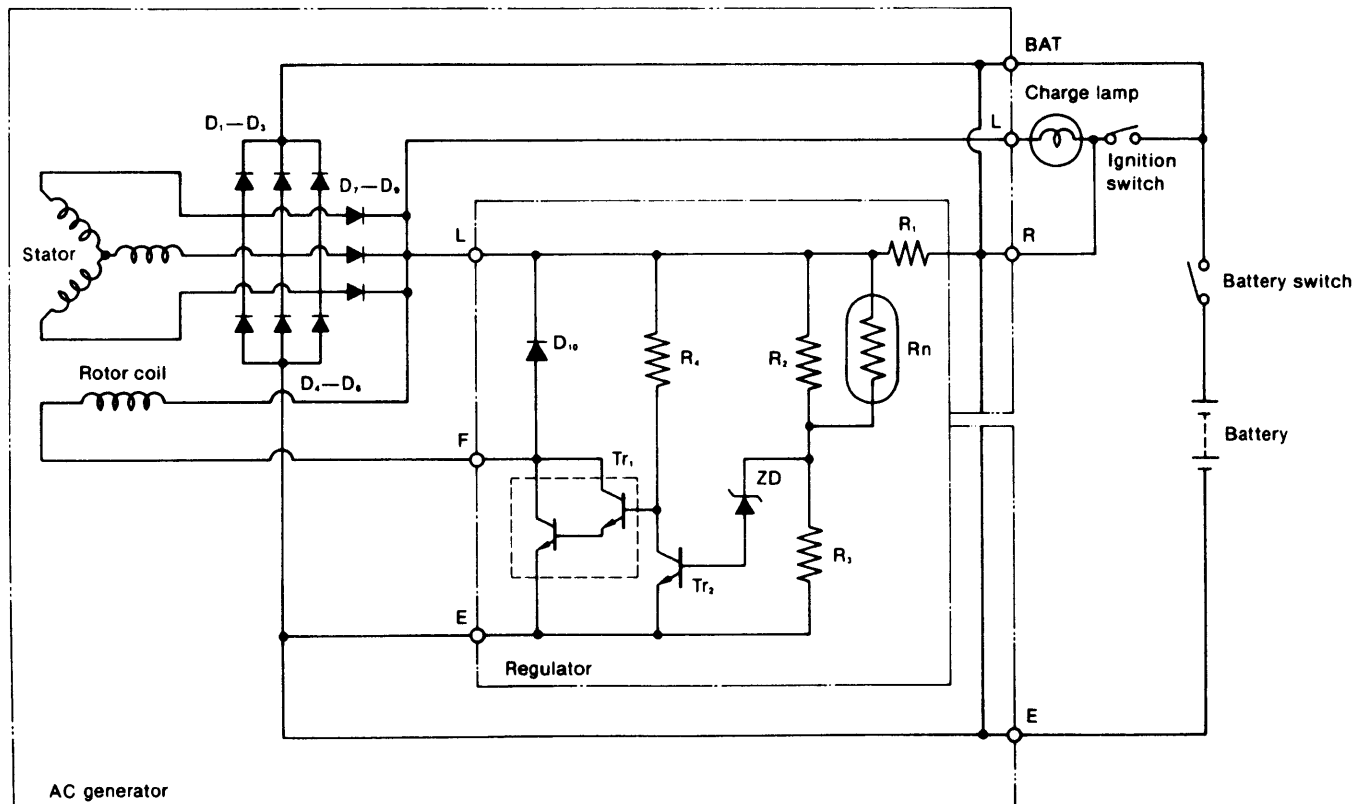 BAT
Charge lamp
L
Ignition
switch
D₁—D₃
D₇—D₉
Stator
L
R₁
R
Battery switch
D₁₀
R₄
R₂
Rn
Rotor coil
D₄—D₆
F
Tr₁
ZD
Battery
R₃
Tr₂
E
Regulator
E
AC generator